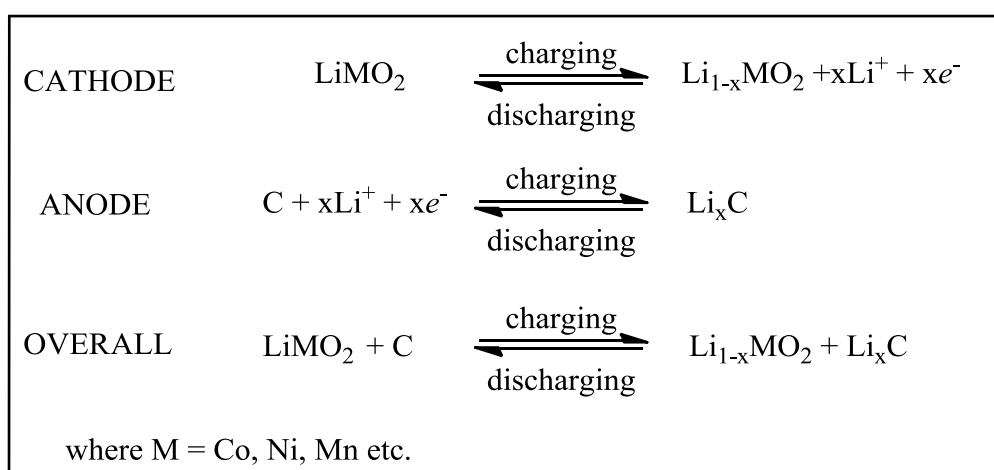 charging
CATHODE LiMO₂ Li₁₋ₓMO₂ +xLi⁺ + xe⁻
discharging
charging
ANODE C + xLi⁺ + xe⁻ LiₓC
discharging
charging
OVERALL LiMO₂ + C Li₁₋ₓMO₂ + LiₓC
discharging
where M = Co, Ni, Mn etc.